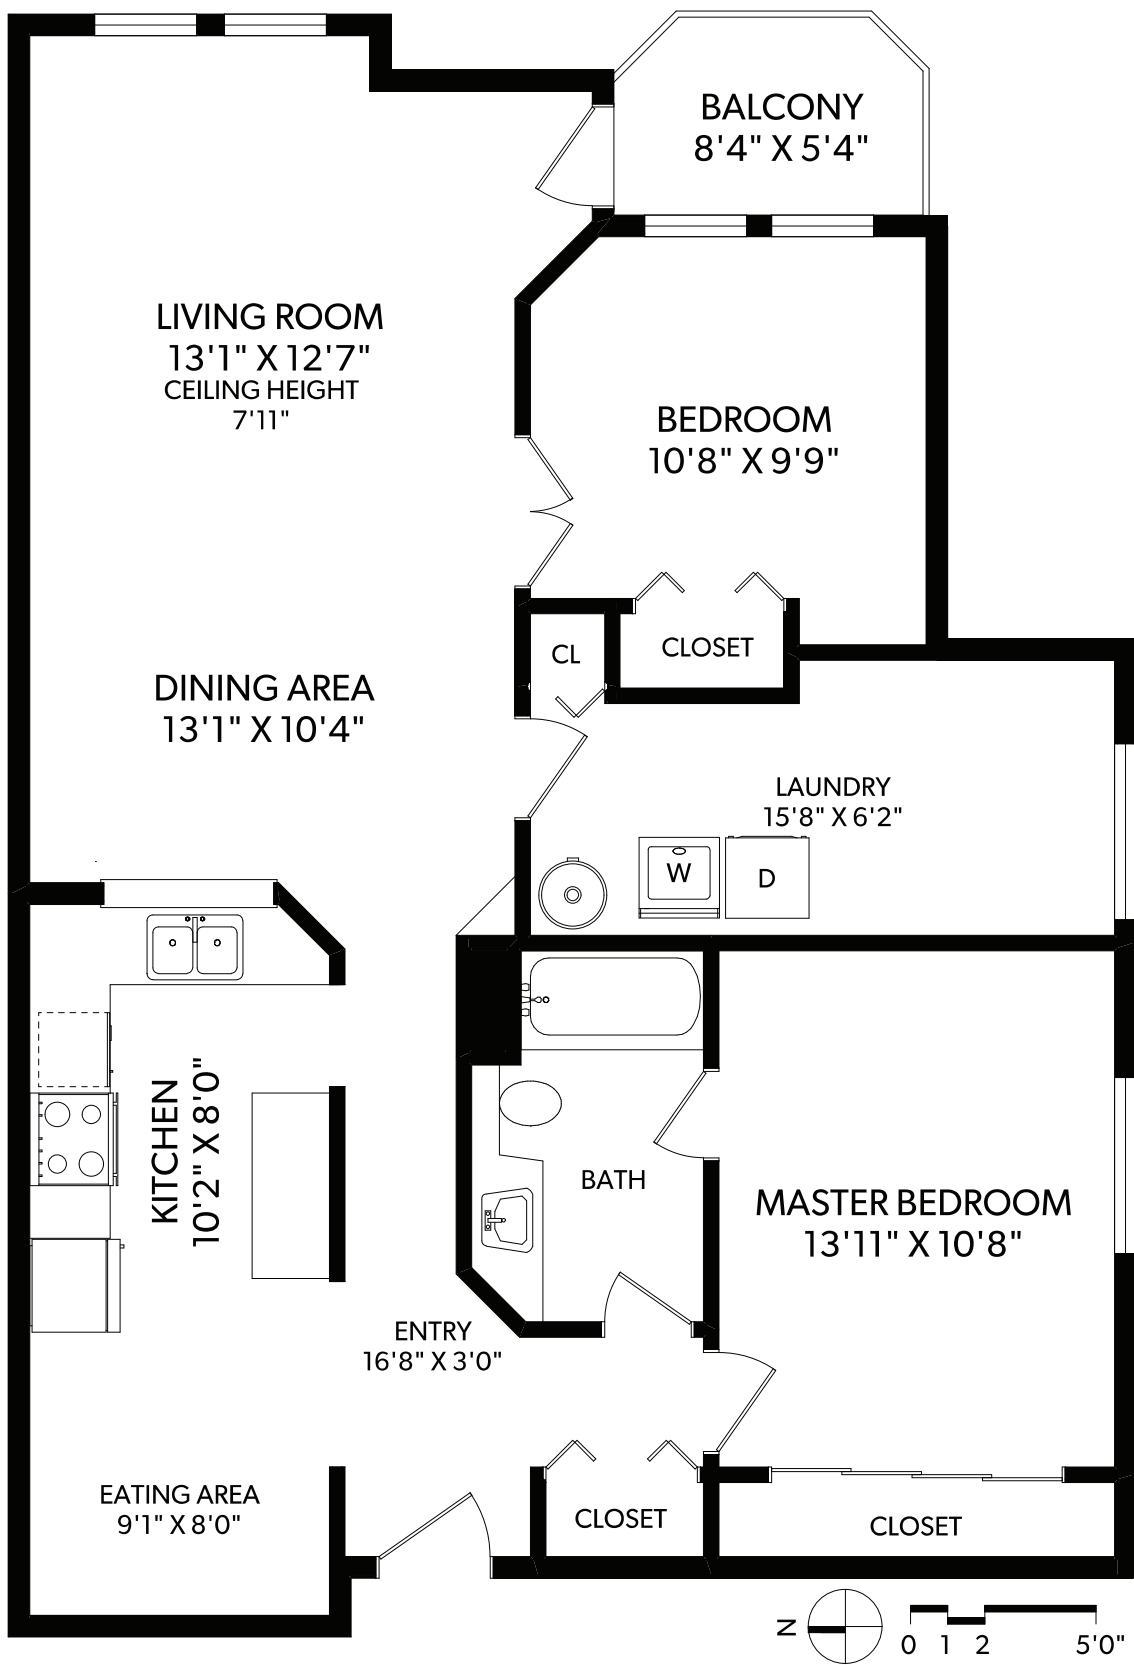 BALCONY
8'4" X 5'4"
LIVING ROOM
13'1" X 12'7"
CEILING HEIGHT
7'11"
BEDROOM
10'8" X 9'9"
CL
CLOSET
DINING AREA
13'1" X 10'4"
LAUNDRY
15'8" X 6'2"
W
D
KITCHEN
10'2" X 8'0"
BATH
MASTER BEDROOM
13'11" X 10'8"
ENTRY
16'8" X 3'0"
EATING AREA
9'1" X 8'0"
CLOSET
CLOSET
N
0 1 2 5'0"